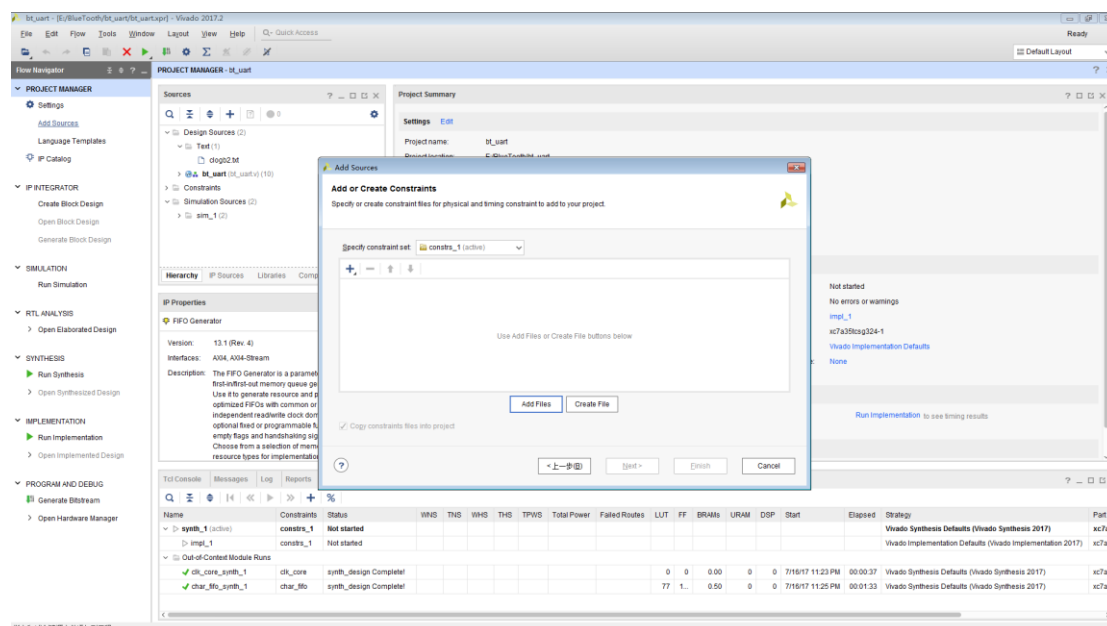 bt_uart - [E:/BlueTooth/bt_uart/bt_uart.xpr] - Vivado 2017.2
File Edit Flow Tools Window Layout View Help Quick Access
Ready
Default Layout
Flow Navigator
PROJECT MANAGER - bt_uart
PROJECT MANAGER
Settings
Add Sources
Language Templates
IP Catalog
IP INTEGRATOR
Create Block Design
Open Block Design
Generate Block Design
SIMULATION
Run Simulation
RTL ANALYSIS
Open Elaborated Design
SYNTHESIS
Run Synthesis
Open Synthesized Design
IMPLEMENTATION
Run Implementation
Open Implemented Design
PROGRAM AND DEBUG
Generate Bitstream
Open Hardware Manager
Sources
0
Design Sources (2)
Text (1)
clogb2.txt
bt_uart (bt_uart.v) (10)
Constraints
Simulation Sources (2)
sim_1 (2)
Hierarchy IP Sources Libraries Comp
IP Properties
FIFO Generator
Version: 13.1 (Rev. 4)
Interfaces: AXI4, AXI4-Stream
Description: The FIFO Generator is a paramet
first-in/first-out memory queue ge
Use it to generate resource and p
optimized FIFOs with common or
independent read/write clock dom
optional fixed or programmable fu
empty flags and handshaking sig
Choose from a selection of memo
resource types for implementatio
Project Summary
Settings Edit
Project name: bt_uart
Project location: E:/BlueTooth/bt_uart
Not started
No errors or warnings
impl_1
xc7a35tcsg324-1
Vivado Implementation Defaults
None
Run Implementation to see timing results
Add Sources
Add or Create Constraints
Specify or create constraint files for physical and timing constraint to add to your project.
Specify constraint set: constrs_1 (active)
Use Add Files or Create File buttons below
Add Files Create File
Copy constraints files into project
? <上一步(B) Next > Finish Cancel
Tcl Console Messages Log Reports
Name Constraints Status WNS TNS WHS THS TPWS Total Power Failed Routes LUT FF BRAMs URAM DSP Start Elapsed Strategy Part
synth_1 (active) constrs_1 Not started Vivado Synthesis Defaults (Vivado Synthesis 2017) xc7a
impl_1 constrs_1 Not started Vivado Implementation Defaults (Vivado Implementation 2017) xc7a
Out-of-Context Module Runs
clk_core_synth_1 clk_core synth_design Complete! 0 0 0.00 0 0 7/16/17 11:23 PM 00:00:37 Vivado Synthesis Defaults (Vivado Synthesis 2017) xc7a
char_fifo_synth_1 char_fifo synth_design Complete! 77 1... 0.50 0 0 7/16/17 11:25 PM 00:01:33 Vivado Synthesis Defaults (Vivado Synthesis 2017) xc7a